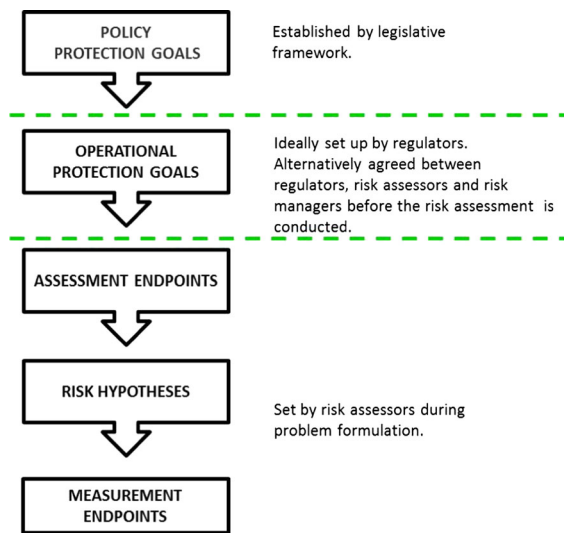 POLICY
PROTECTION GOALS
Established by legislative
framework.
OPERATIONAL
PROTECTION GOALS
Ideally set up by regulators.
Alternatively agreed between
regulators, risk assessors and risk
managers before the risk assessment is
conducted.
ASSESSMENT ENDPOINTS
RISK HYPOTHESES
Set by risk assessors during
problem formulation.
MEASUREMENT
ENDPOINTS